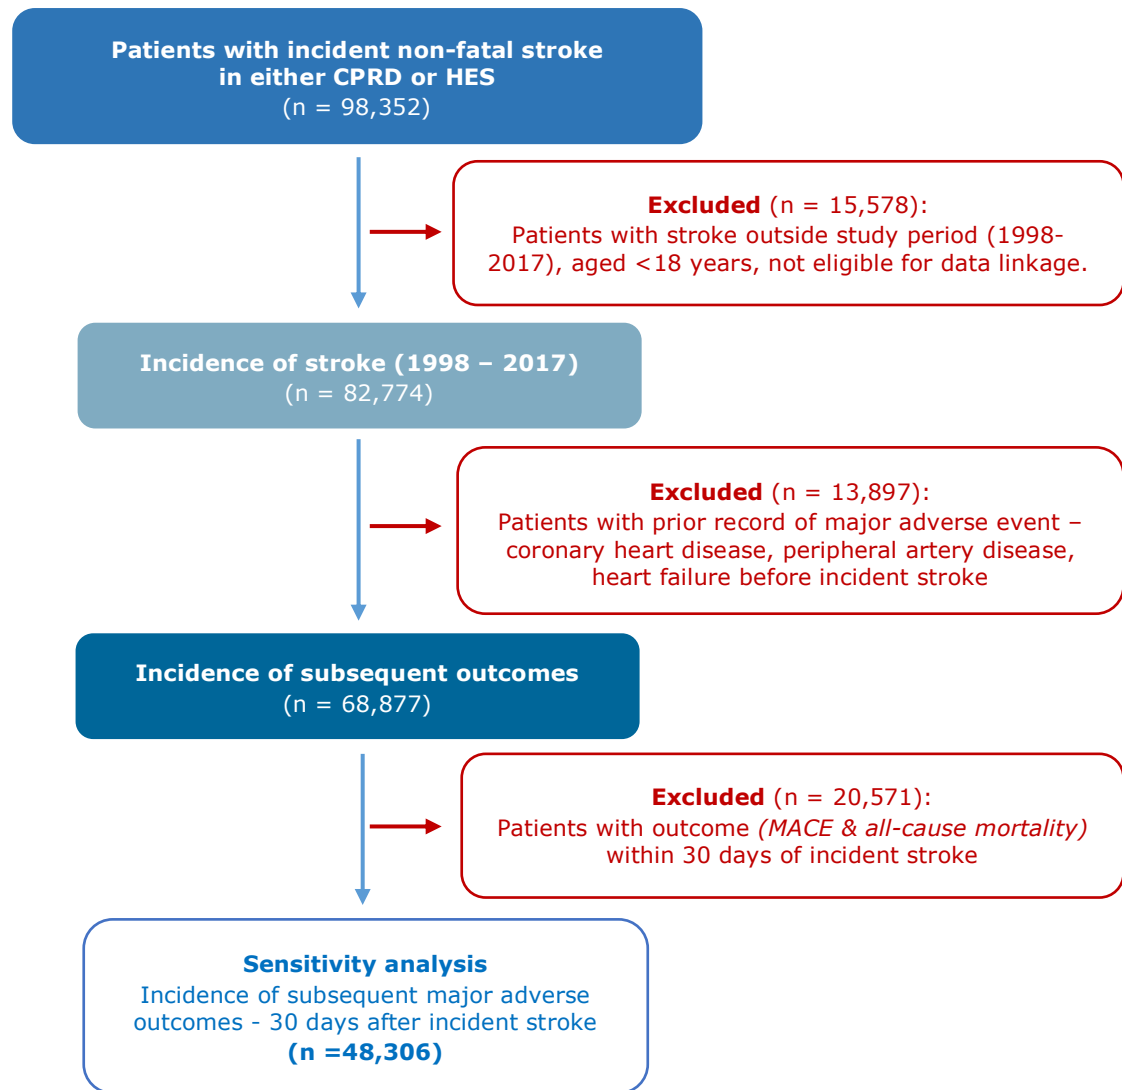 Patients with incident non-fatal stroke
in either CPRD or HES
(n = 98,352)
Excluded (n = 15,578):
Patients with stroke outside study period (1998-
2017), aged <18 years, not eligible for data linkage.
Incidence of stroke (1998 – 2017)
(n = 82,774)
Excluded (n = 13,897):
Patients with prior record of major adverse event –
coronary heart disease, peripheral artery disease,
heart failure before incident stroke
Incidence of subsequent outcomes
(n = 68,877)
Excluded (n = 20,571):
Patients with outcome (MACE & all-cause mortality)
within 30 days of incident stroke
Sensitivity analysis
Incidence of subsequent major adverse
outcomes - 30 days after incident stroke
(n =48,306)